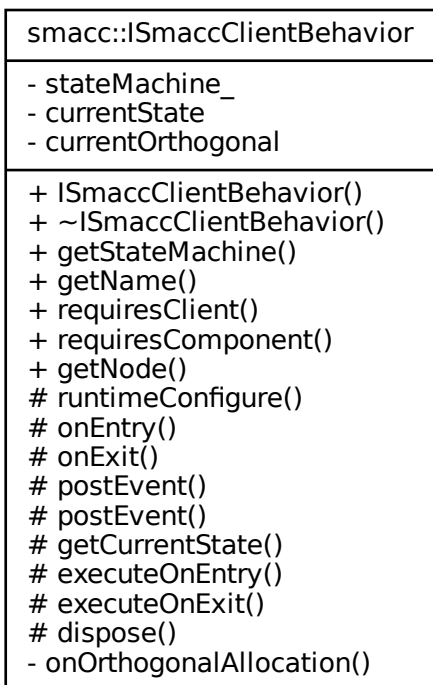 smacc::ISmaccClientBehavior
- stateMachine_
- currentState
- currentOrthogonal
+ ISmaccClientBehavior()
+ ~ISmaccClientBehavior()
+ getStateMachine()
+ getName()
+ requiresClient()
+ requiresComponent()
+ getNode()
# runtimeConfigure()
# onEntry()
# onExit()
# postEvent()
# postEvent()
# getCurrentState()
# executeOnEntry()
# executeOnExit()
# dispose()
- onOrthogonalAllocation()